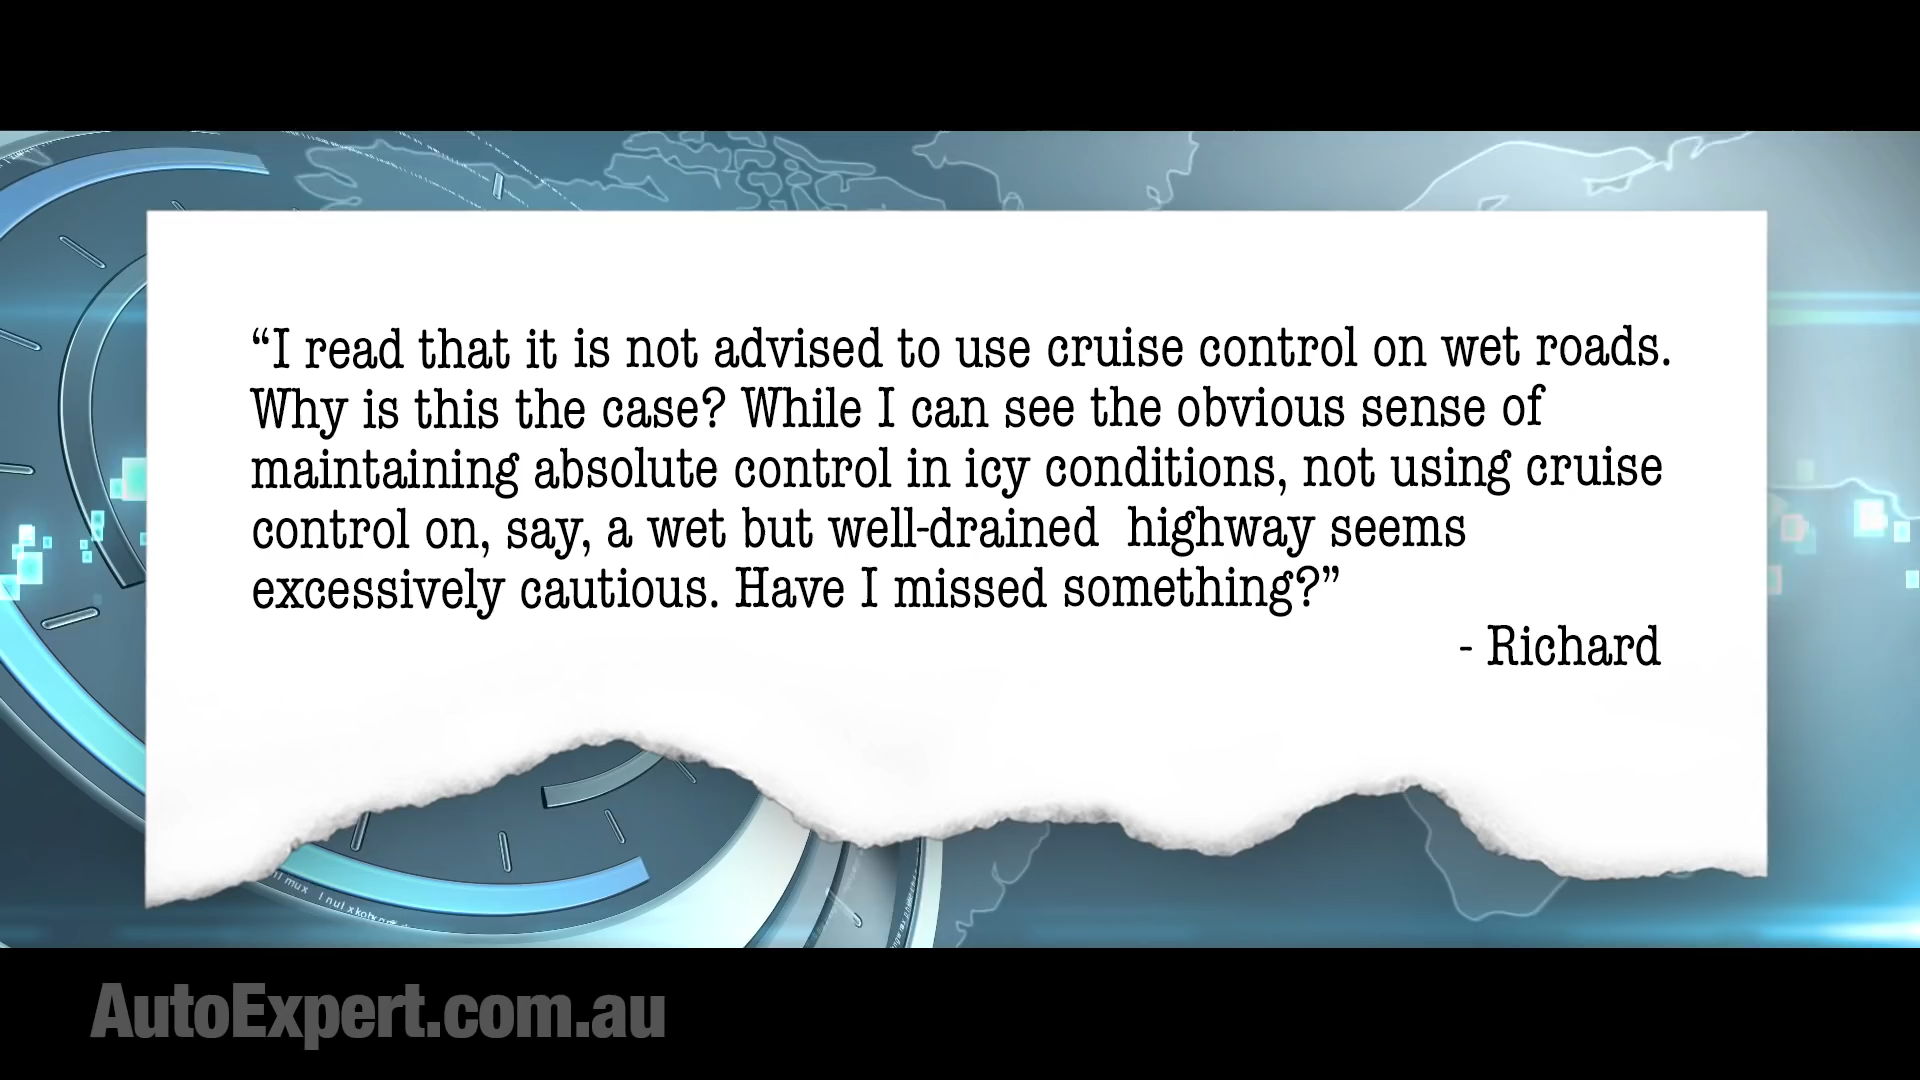 “I read that it is not advised to use cruise control on wet roads.
Why is this the case? While I can see the obvious sense of
maintaining absolute control in icy conditions, not using cruise
control on, say, a wet but well-drained  highway seems
excessively cautious. Have I missed something?”
- Richard
AutoExpert.com.au